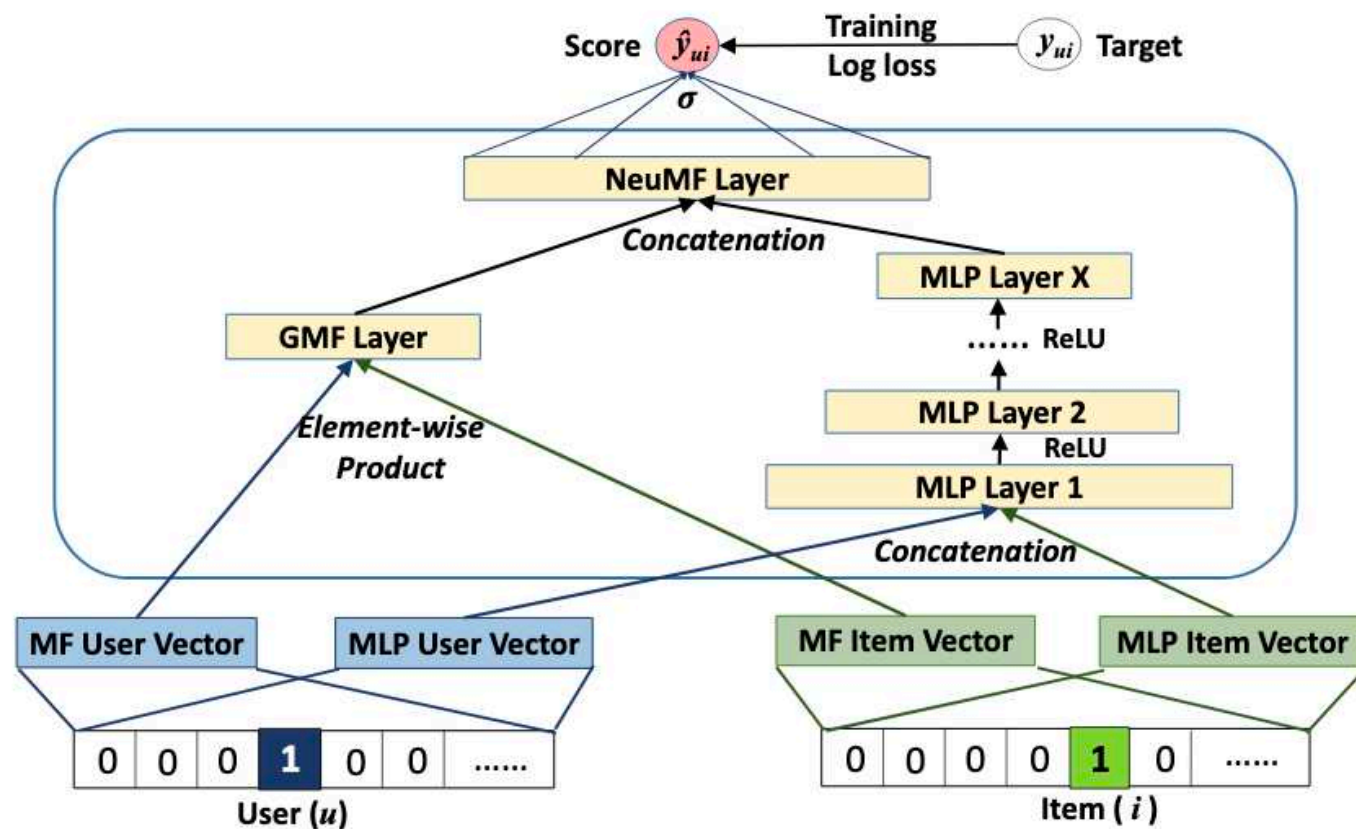 Score ŷui Training yui Target
Log loss
σ
NeuMF Layer
Concatenation
MLP Layer X
GMF Layer
...... ReLU
MLP Layer 2
Element-wise
Product
ReLU
MLP Layer 1
Concatenation
MF User Vector MLP User Vector MF Item Vector MLP Item Vector
0 0 0 1 0 0 ...... 0 0 0 0 1 0 ......
User (u) Item ( i )